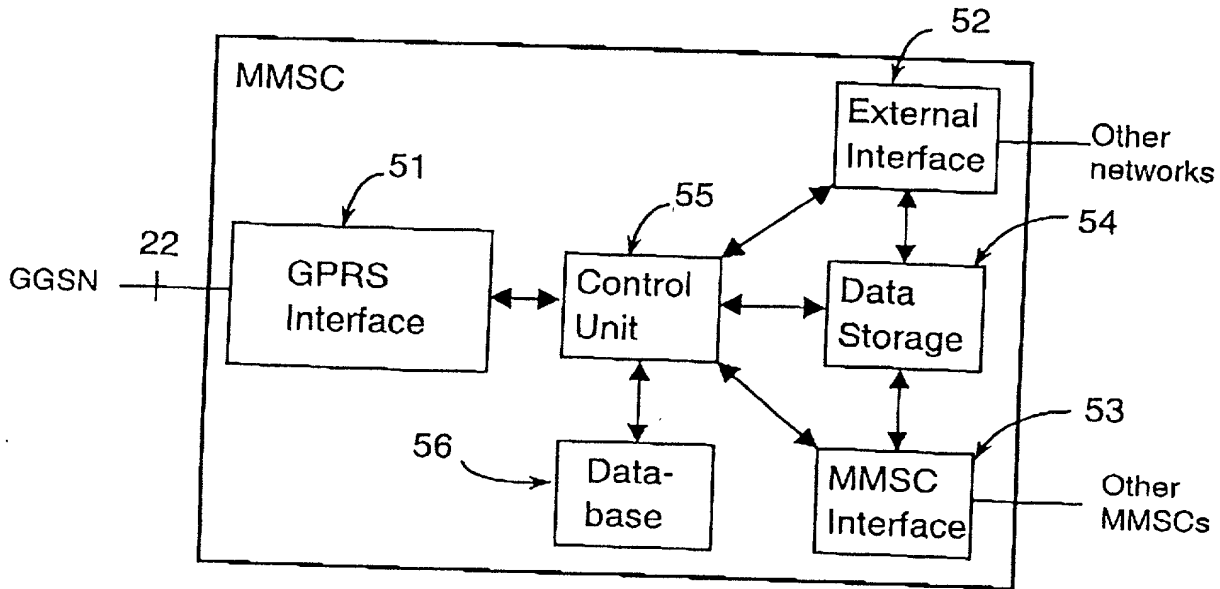 52
MMSC
External
Interface
Other
networks
51
55
54
22
GGSN
GPRS
Interface
Control
Unit
Data
Storage
53
56
Data-
base
MMSC
Interface
Other
MMSCs